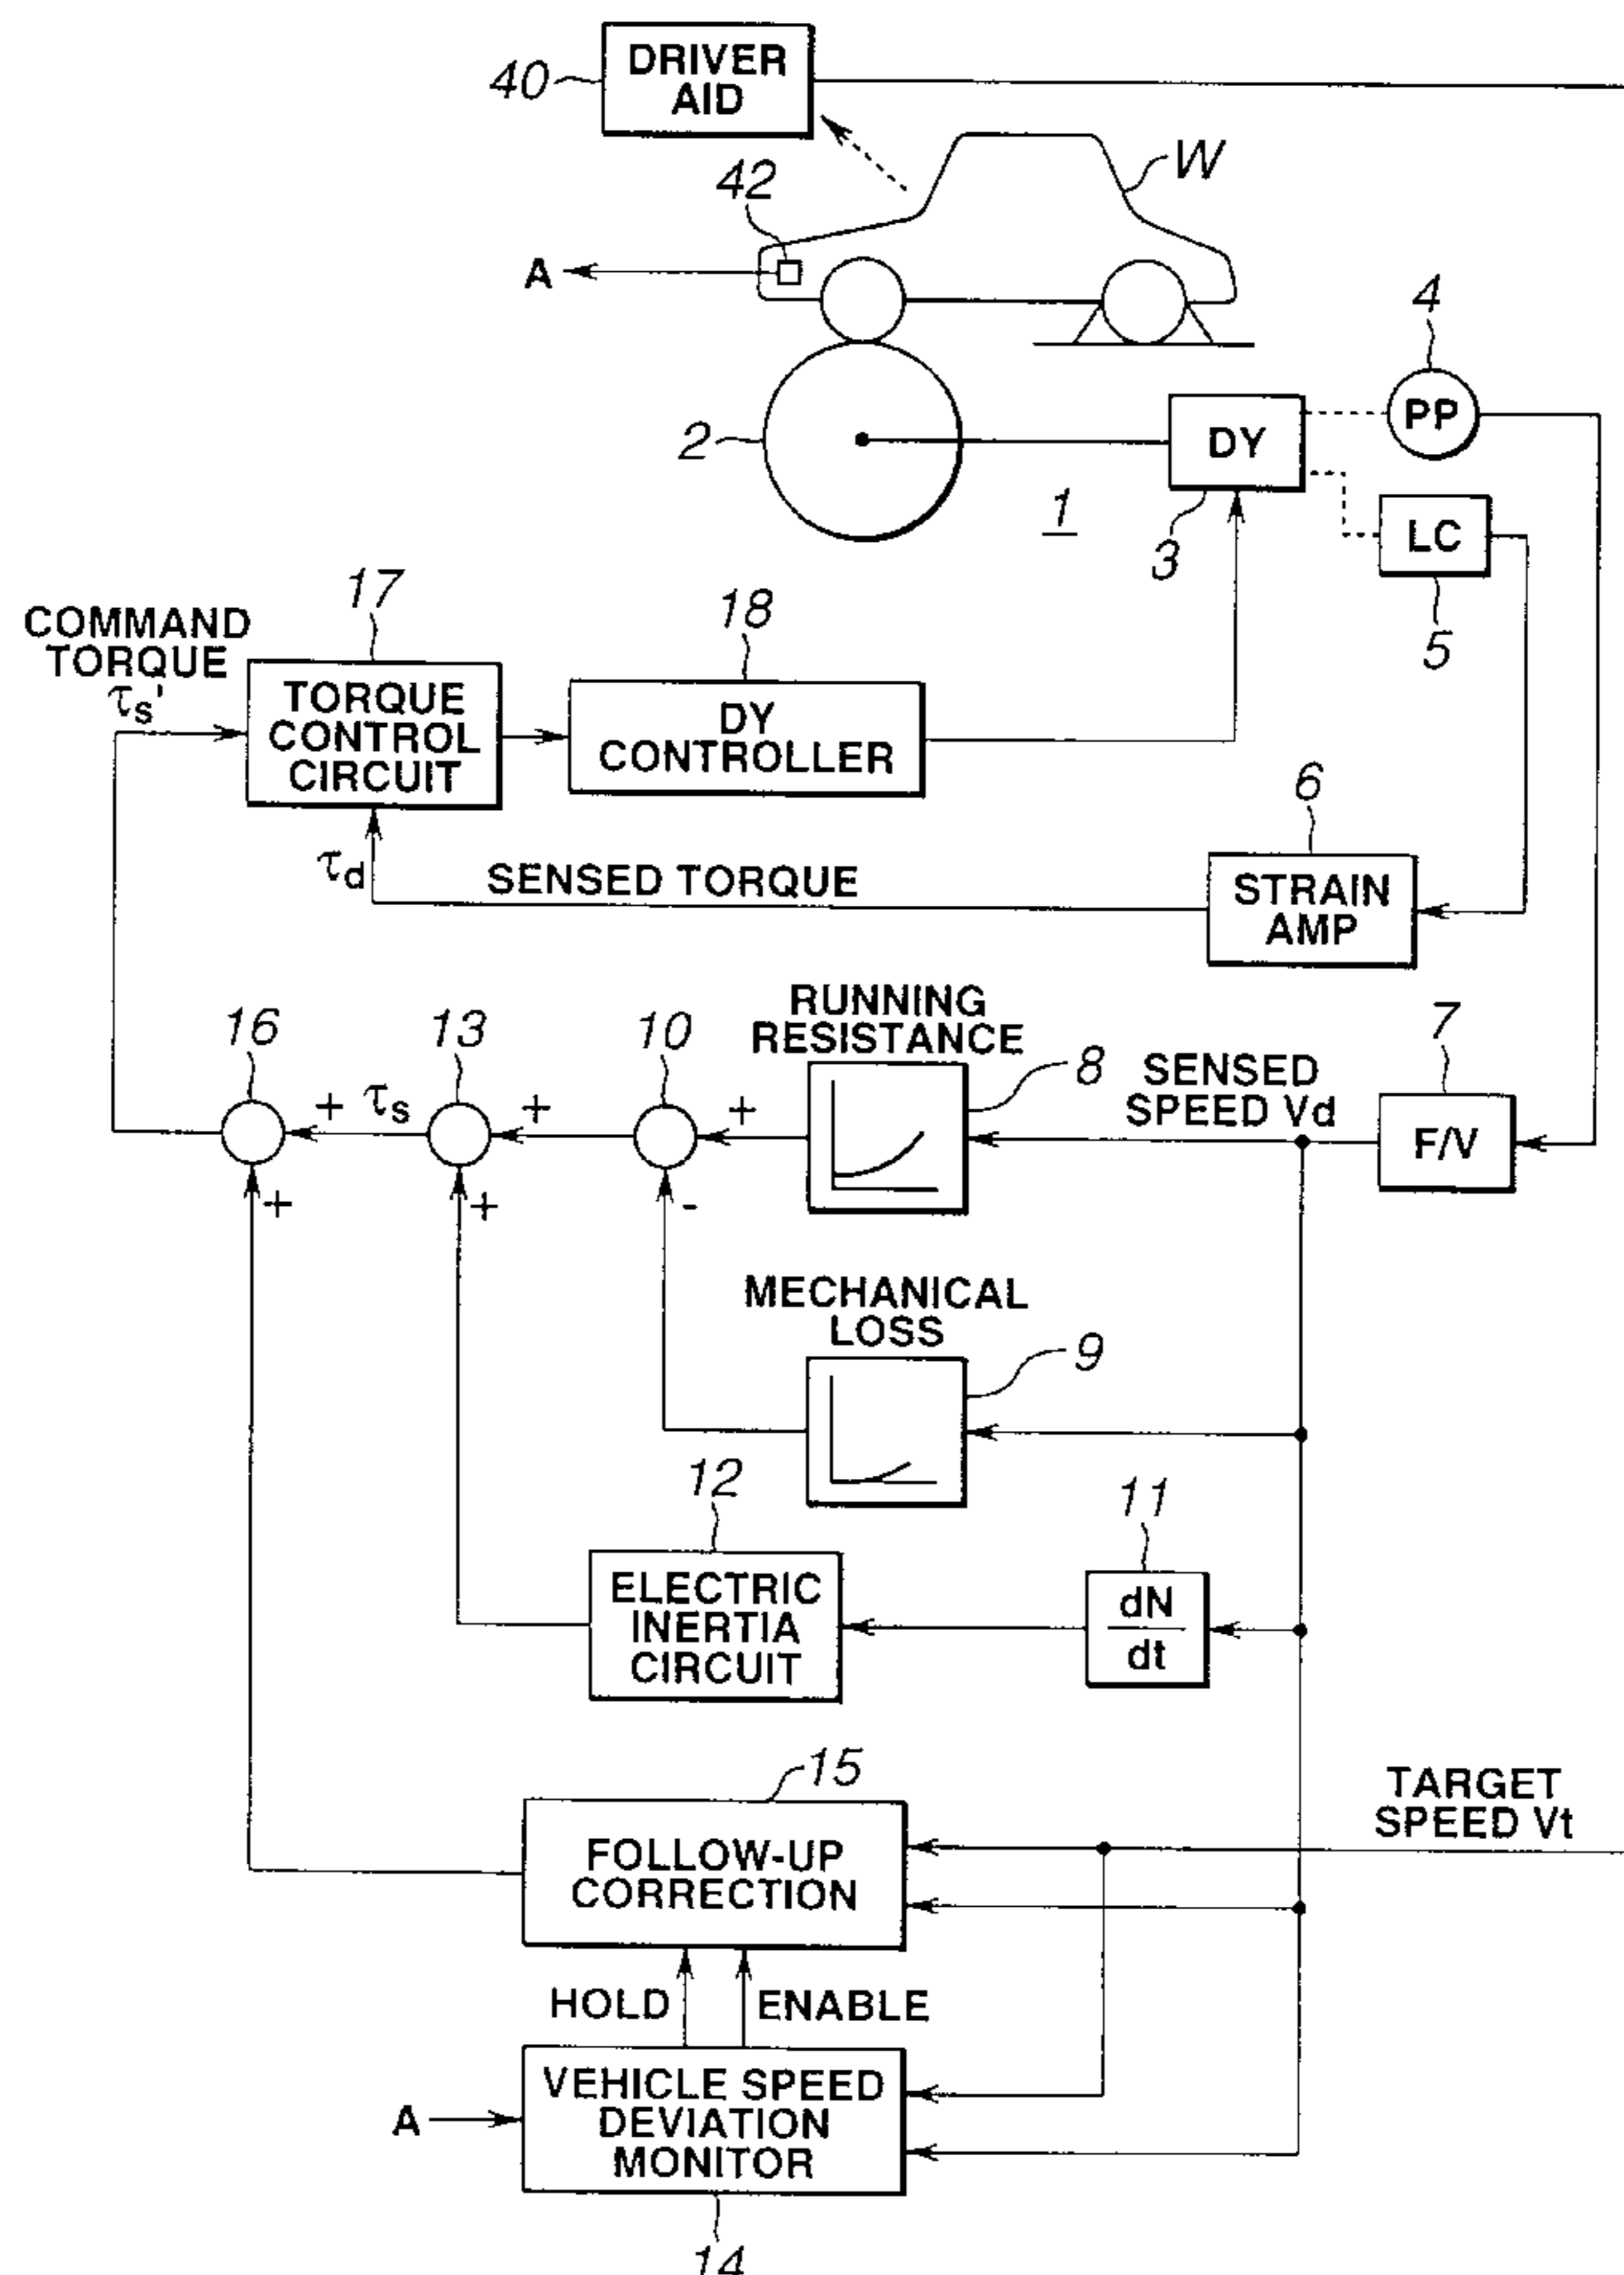 DRIVER
AID
40
W
42
A
4
PP
2
DY
1
3
LC
5
17
18
COMMAND
TORQUE
τs'
TORQUE
CONTROL
CIRCUIT
DY
CONTROLLER
6
τd
SENSED TORQUE
STRAIN
AMP
RUNNING
RESISTANCE
16
13
10
8
7
SENSED
SPEED Vd
+
τs
+
+
F/V
+
+
-
MECHANICAL
LOSS
9
12
11
ELECTRIC
INERTIA
CIRCUIT
dN
dt
15
TARGET
SPEED Vt
FOLLOW-UP
CORRECTION
HOLD
ENABLE
VEHICLE SPEED
DEVIATION
MONITOR
A
14